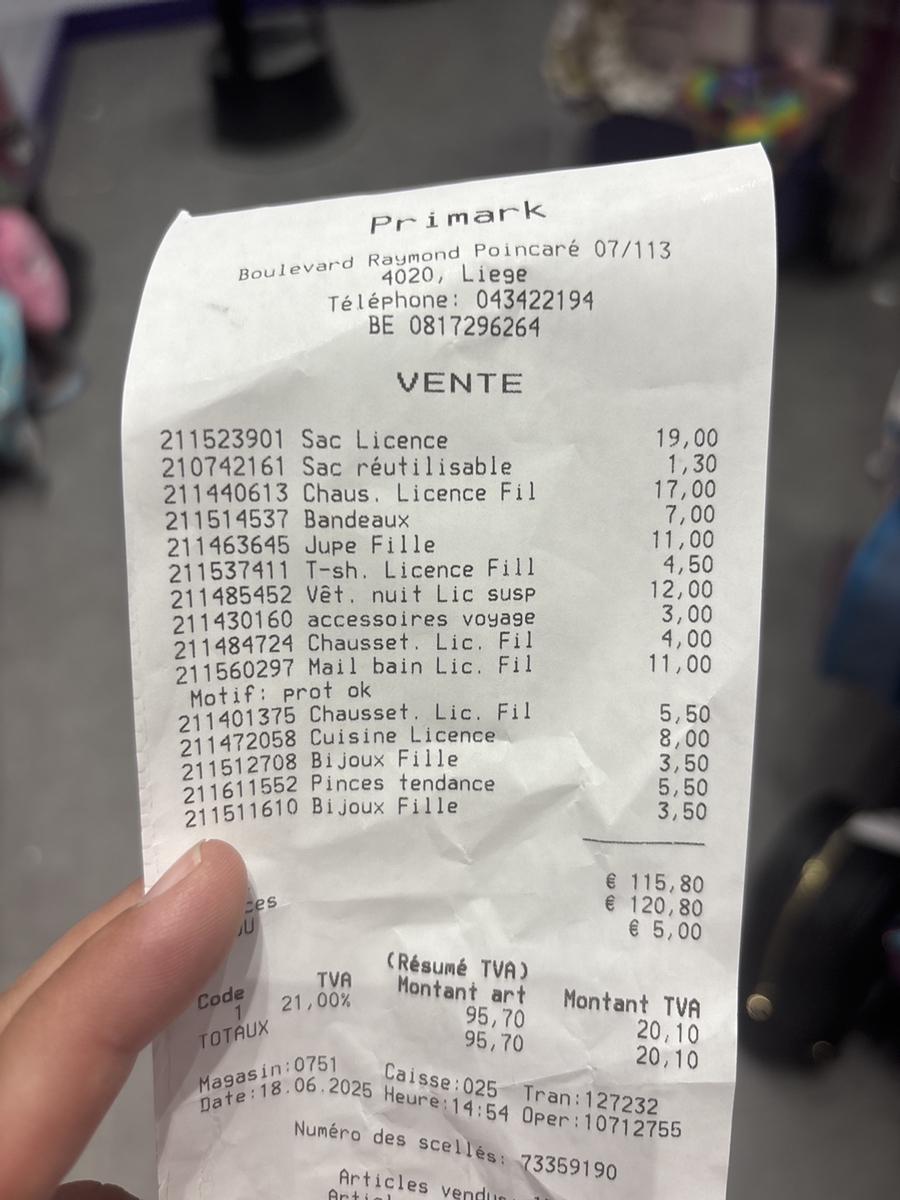 Primark
Boulevard Raymond Poincaré 07/113
4020, Liege
Téléphone: 043422194
BE 0817296264
VENTE
211523901 Sac Licence 19,00
210742161 Sac réutilisable 1,30
211440613 Chaus. Licence Fil 17,00
211514537 Bandeaux 7,00
211463645 Jupe Fille 11,00
211537411 T-sh. Licence Fill 4,50
211485452 Vêt. nuit Lic susp 12,00
211430160 accessoires voyage 3,00
211484724 Chausset. Lic. Fil 4,00
211560297 Mail bain Lic. Fil 11,00
Motif: prot ok
211401375 Chausset. Lic. Fil 5,50
211472058 Cuisine Licence 8,00
211512708 Bijoux Fille 3,50
211611552 Pinces tendance 5,50
211511610 Bijoux Fille 3,50
€ 115,80
€ 120,80
€ 5,00
(Résumé TVA)
Code TVA Montant art Montant TVA
1 21,00% 95,70 20,10
TOTAUX 95,70 20,10
Magasin:0751 Caisse:025 Tran:127232
Date:18.06.2025 Heure:14:54 Oper:10712755
Numéro des scellés: 73359190
Articles